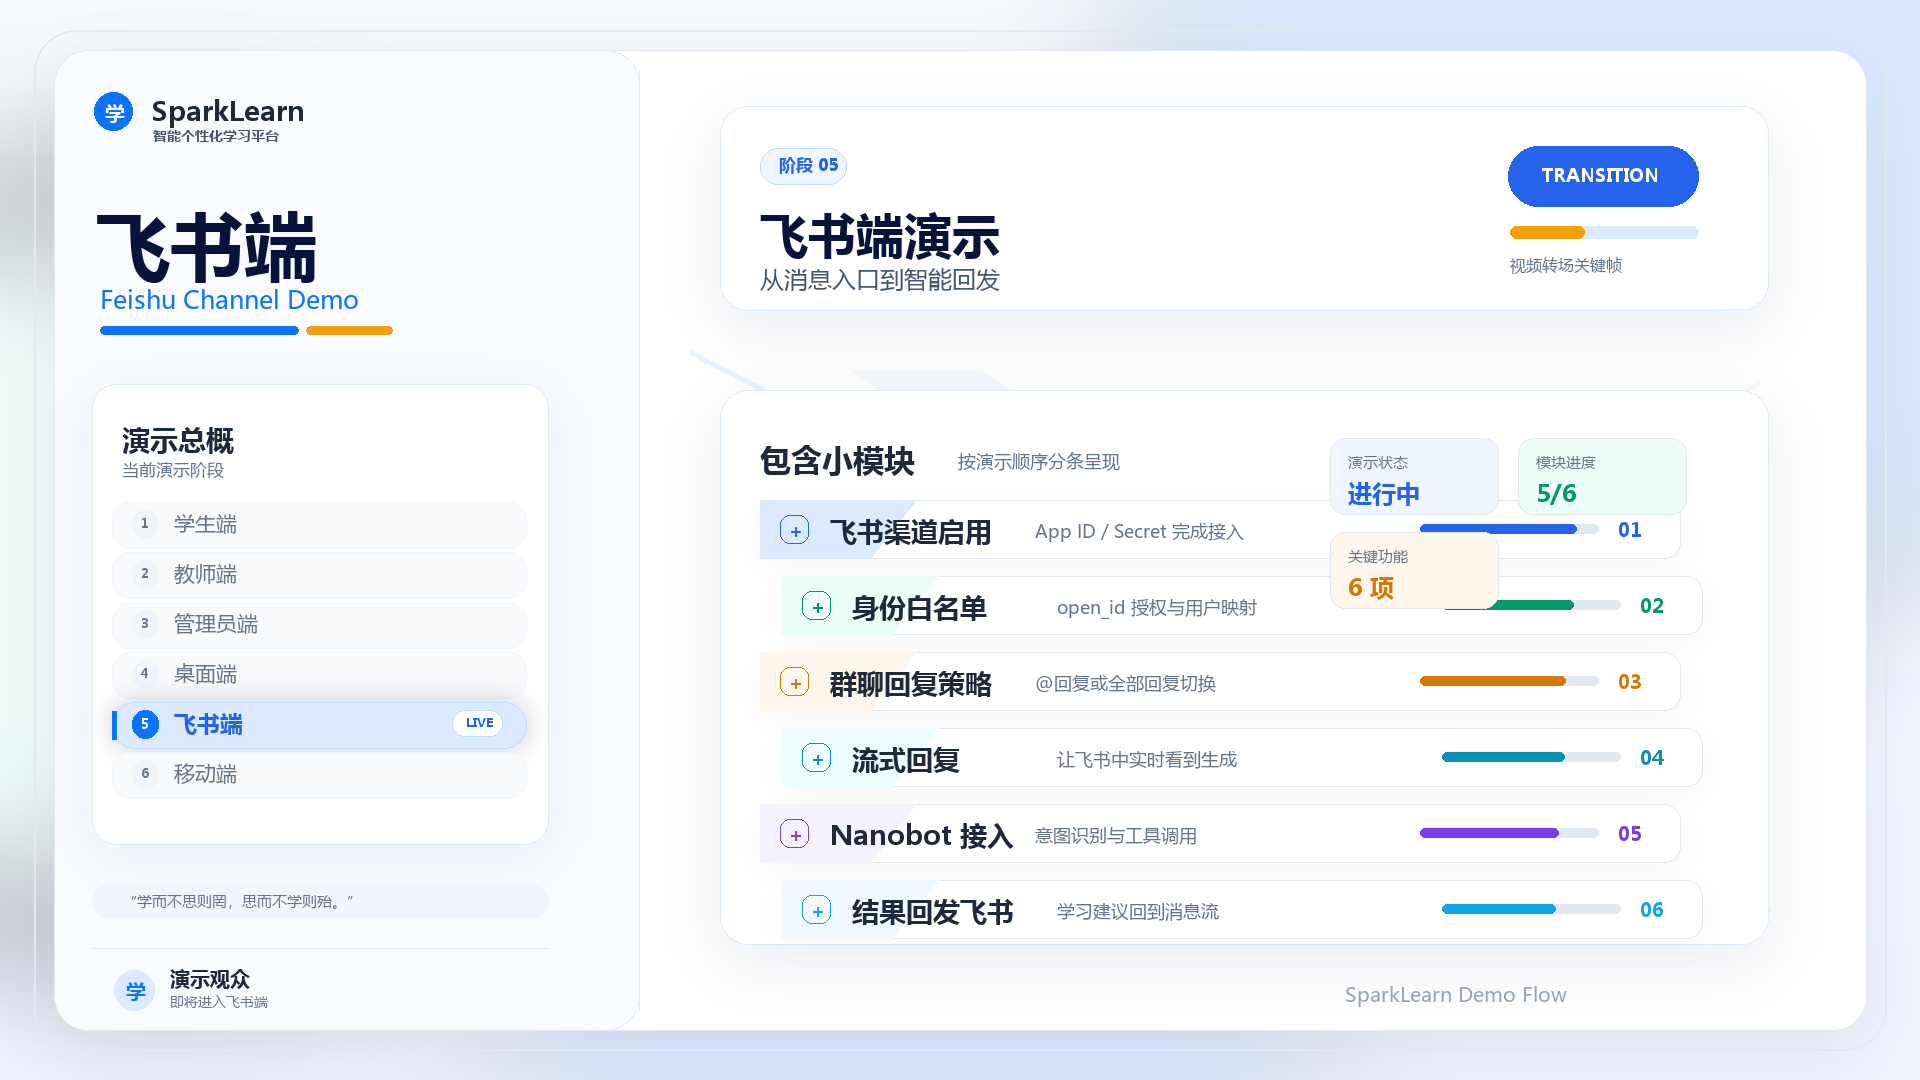 学 SparkLearn
智能个性化学习平台
飞书端
Feishu Channel Demo
演示总概
当前演示阶段
1 学生端
2 教师端
3 管理员端
4 桌面端
5 飞书端 LIVE
6 移动端
"学而不思则罔，思而不学则殆。"
学 演示观众
即将进入飞书端
阶段 05
飞书端演示
从消息入口到智能回发
TRANSITION
视频转场关键帧
包含小模块 按演示顺序分条呈现
演示状态
进行中
模块进度
5/6
关键功能
6 项
+ 飞书渠道启用 App ID / Secret 完成接入 01
+ 身份白名单 open_id 授权与用户映射 02
+ 群聊回复策略 @回复或全部回复切换 03
+ 流式回复 让飞书中实时看到生成 04
+ Nanobot 接入 意图识别与工具调用 05
+ 结果回发飞书 学习建议回到消息流 06
SparkLearn Demo Flow